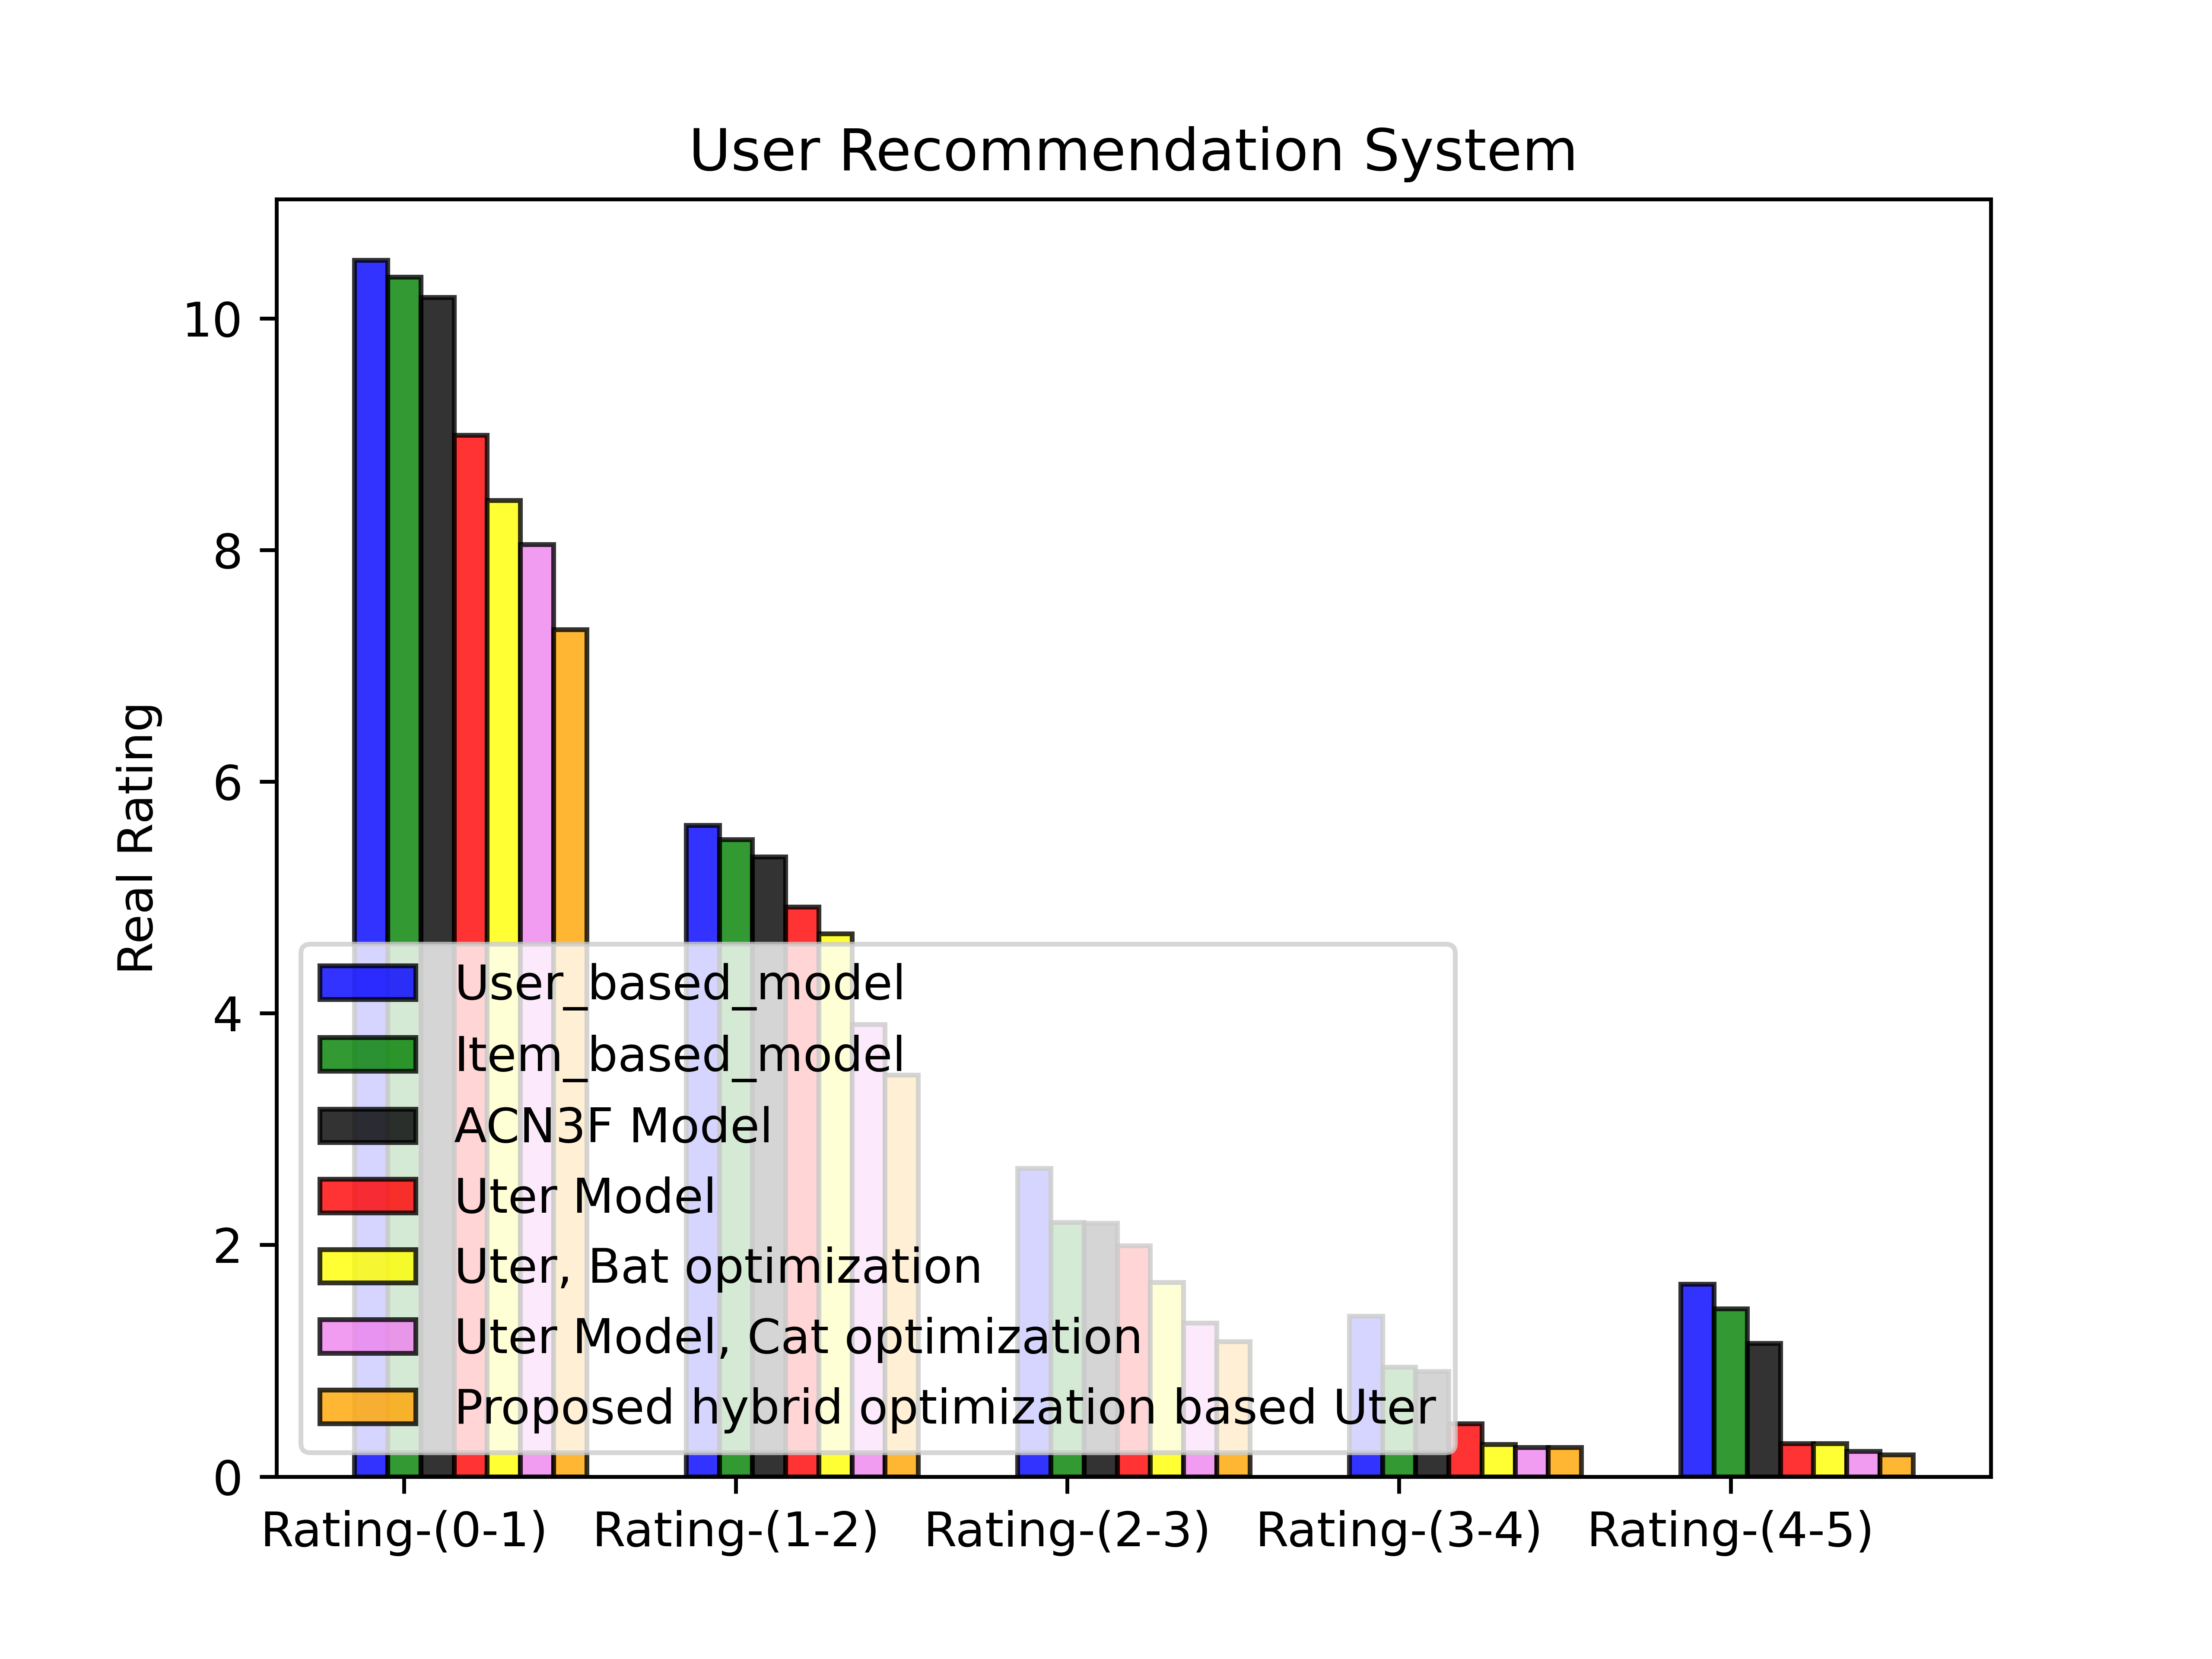 User Recommendation System
Real Rating
10
8
6
4
2
0
User_based_model
Item_based_model
ACN3F Model
Uter Model
Uter, Bat optimization
Uter Model, Cat optimization
Proposed hybrid optimization based Uter
Rating-(0-1) Rating-(1-2) Rating-(2-3) Rating-(3-4) Rating-(4-5)